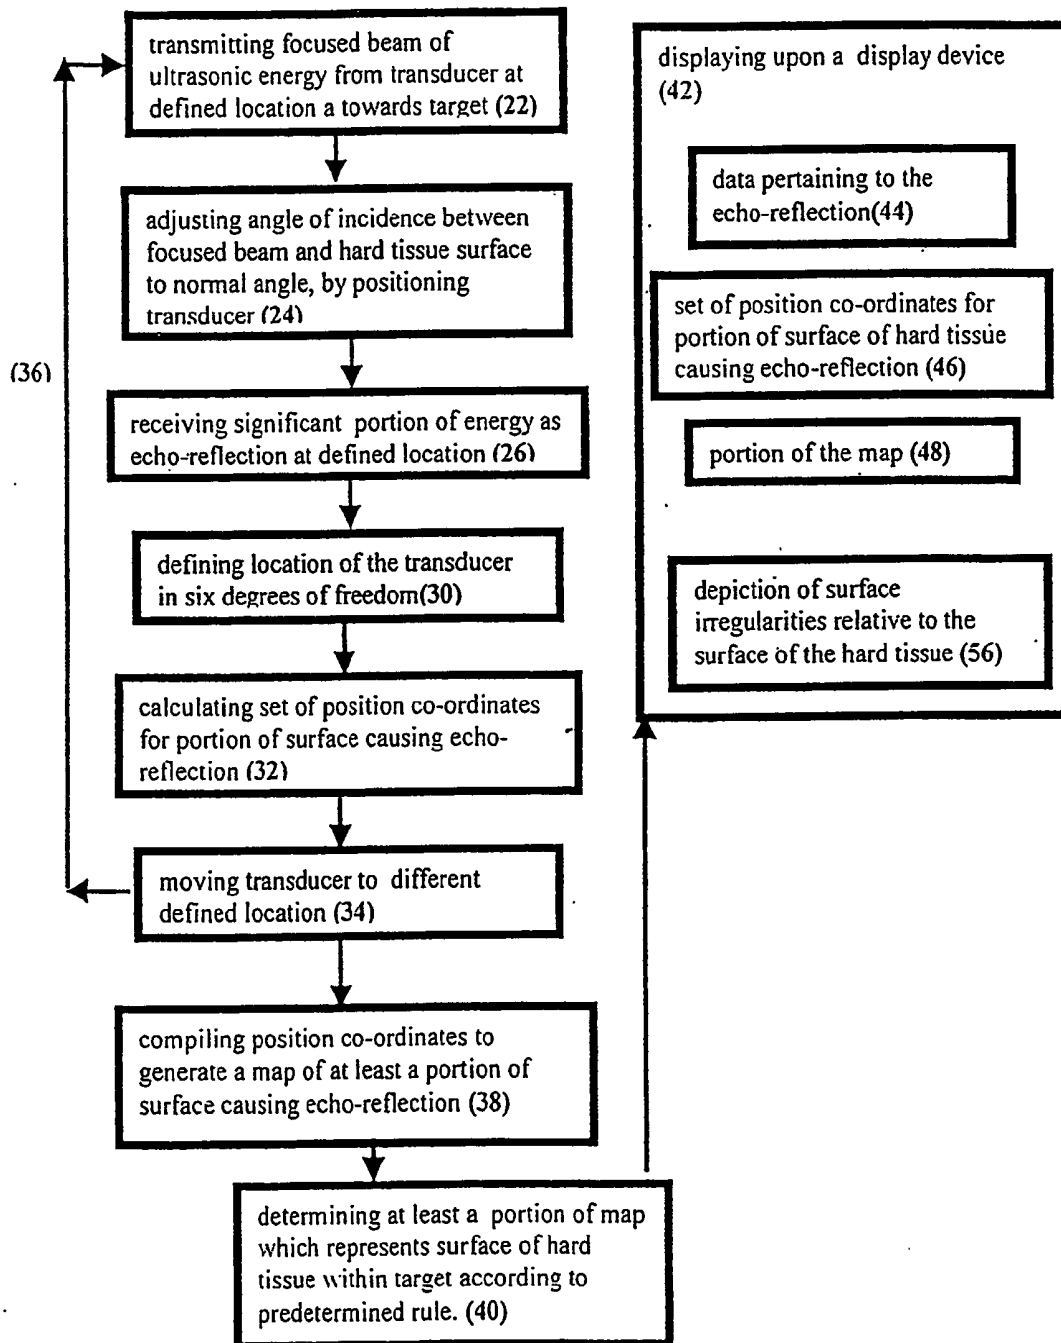 transmitting focused beam of
ultrasonic energy from transducer at
defined location a towards target (22)
adjusting angle of incidence between
focused beam and hard tissue surface
to normal angle, by positioning
transducer (24)
(36)
receiving significant portion of energy as
echo-reflection at defined location (26)
defining location of the transducer
in six degrees of freedom(30)
calculating set of position co-ordinates
for portion of surface causing echo-
reflection (32)
moving transducer to different
defined location (34)
compiling position co-ordinates to
generate a map of at least a portion of
surface causing echo-reflection (38)
determining at least a portion of map
which represents surface of hard
tissue within target according to
predetermined rule. (40)
displaying upon a display device
(42)
data pertaining to the
echo-reflection(44)
set of position co-ordinates for
portion of surface of hard tissue
causing echo-reflection (46)
portion of the map (48)
depiction of surface
irregularities relative to the
surface of the hard tissue (56)